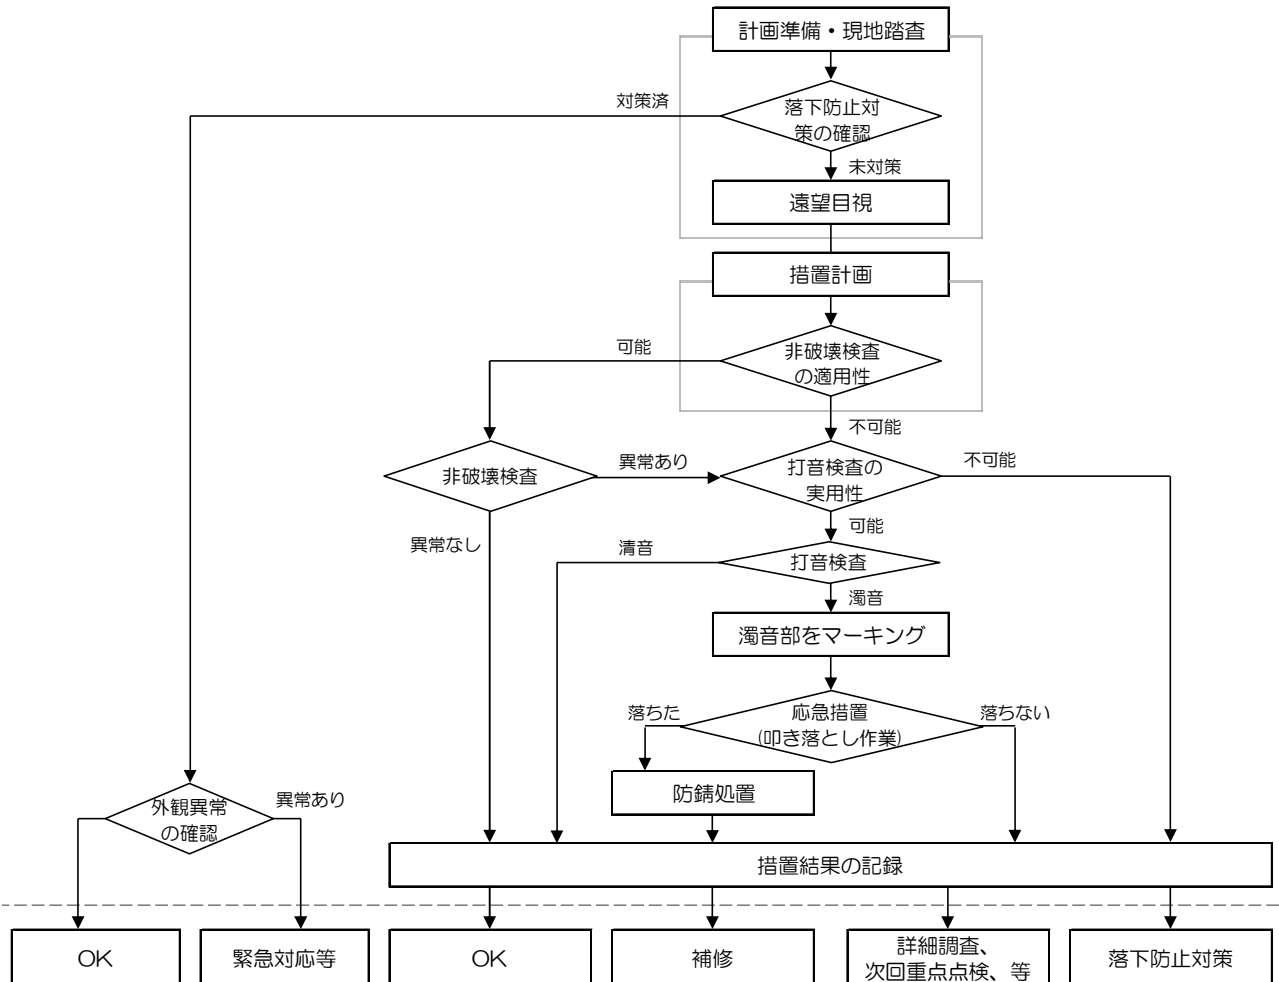 計画準備・現地踏査
対策済
落下防止対
策の確認
未対策
遠望目視
措置計画
可能
非破壊検査
の適用性
不可能
非破壊検査
異常あり
打音検査の
実用性
不可能
可能
異常なし
清音
打音検査
濁音
濁音部をマーキング
落ちた
応急措置
(叩き落とし作業)
落ちない
防錆処置
外観異常
の確認
異常あり
措置結果の記録
OK
緊急対応等
OK
補修
詳細調査、
次回重点点検、等
落下防止対策